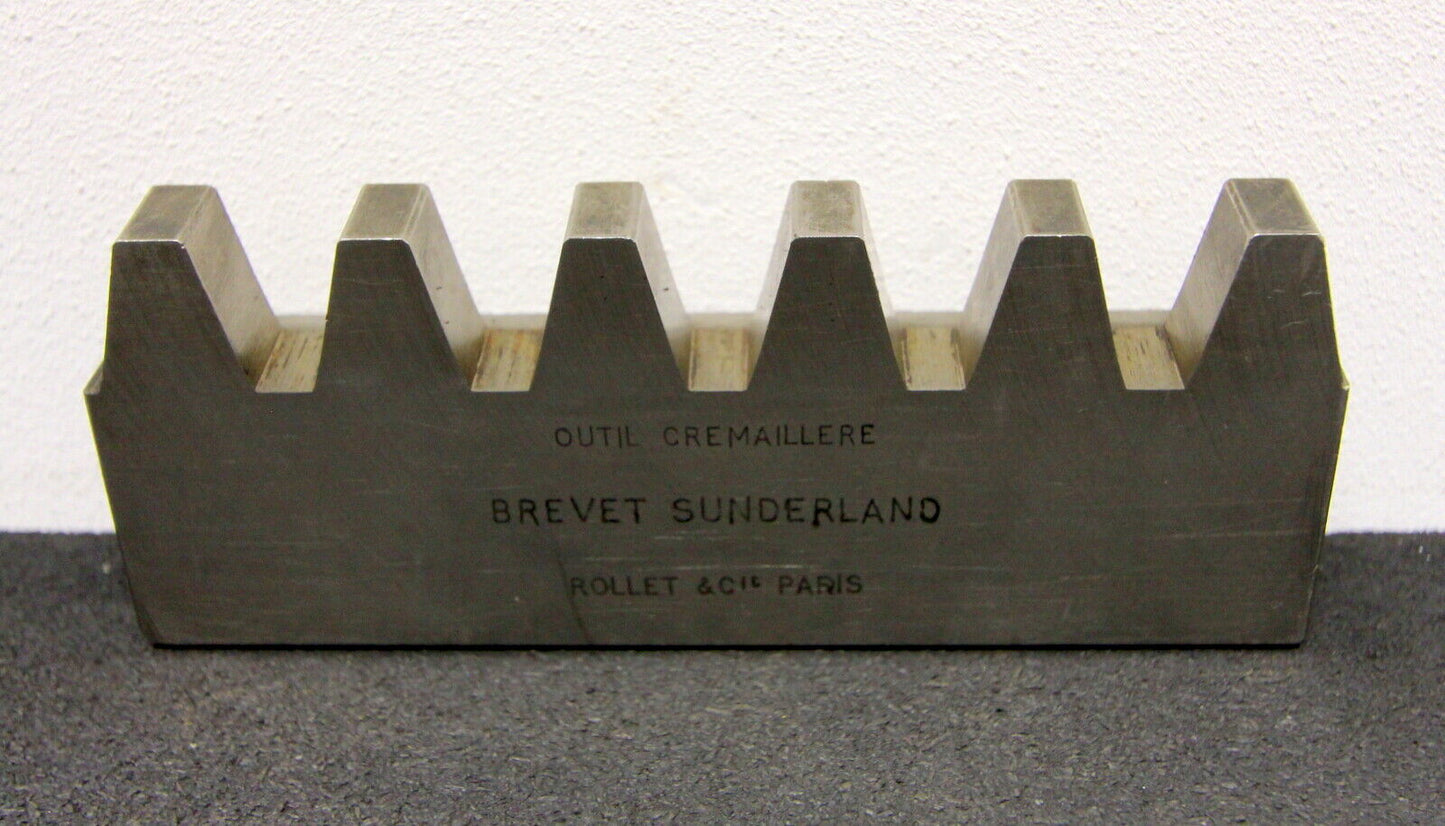 OUTIL CREMAILLERE
BREVET SUNDERLAND
ROLLET & Cie PARIS